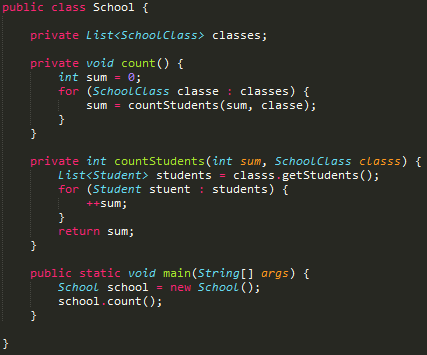 public class School {
private List<SchoolClass> classes;
private void count() {
int sum = 0;
for (SchoolClass classe : classes) {
sum = countStudents(sum, classe);
}
}
private int countStudents(int sum, SchoolClass classs) {
List<Student> students = classs.getStudents();
for (Student stuent : students) {
++sum;
}
return sum;
}
public static void main(String[] args) {
School school = new School();
school.count();
}
}